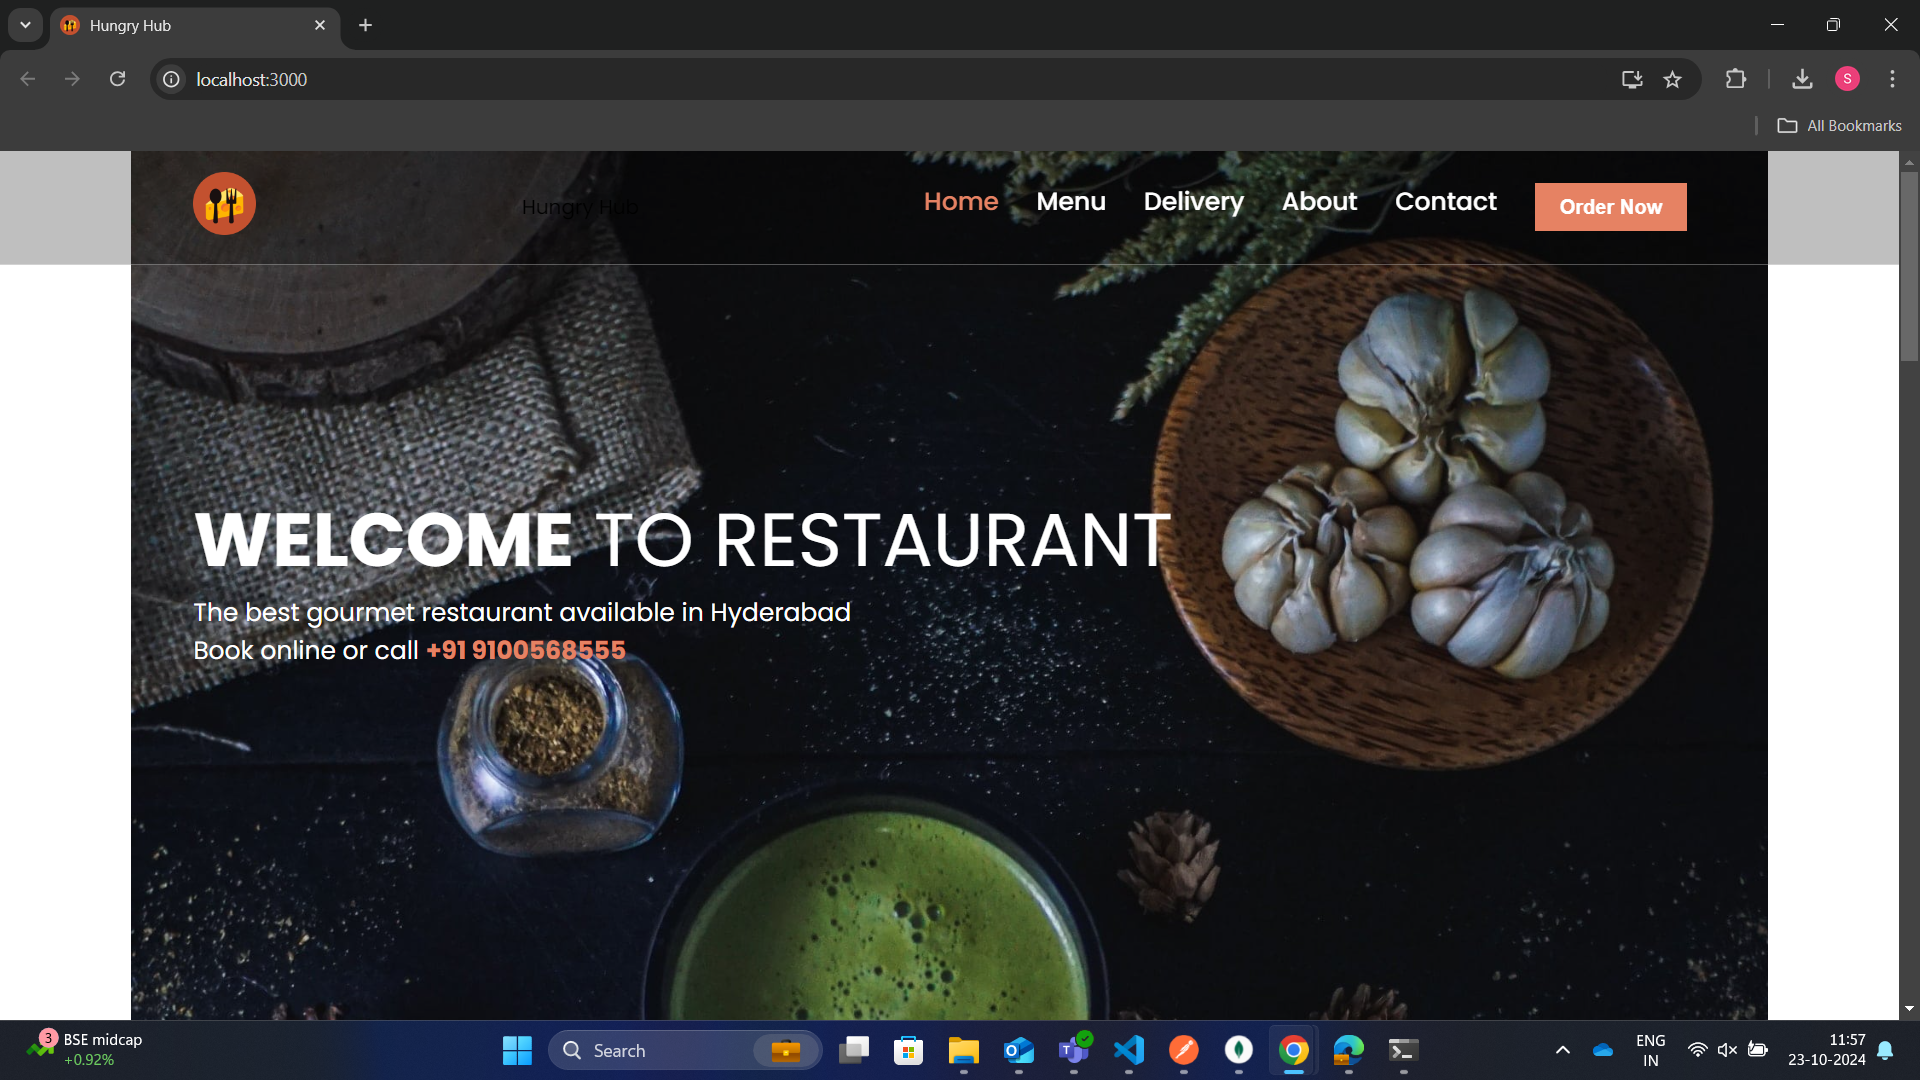 Hungry Hub
localhost:3000
S
All Bookmarks
Hungry Hub
Home
Menu
Delivery
About
Contact
Order Now
WELCOME TO RESTAURANT
The best gourmet restaurant available in Hyderabad
Book online or call +91 9100568555
3
BSE midcap
+0.92%
Search
ENG
IN
11:57
23-10-2024